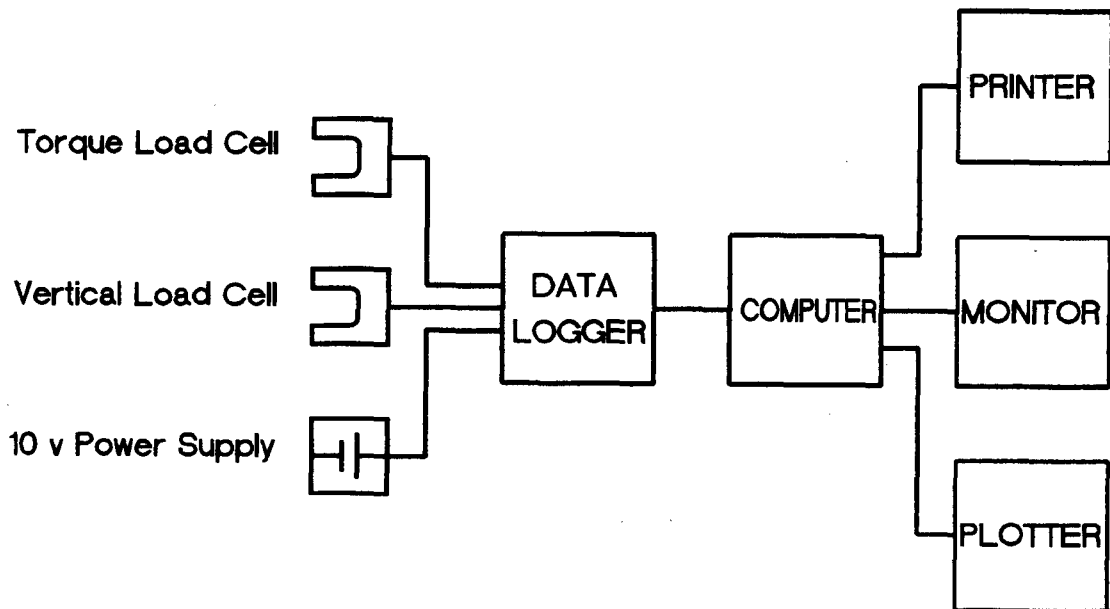 Torque Load Cell
Vertical Load Cell
10 v Power Supply
DATA
LOGGER
COMPUTER
PRINTER
MONITOR
PLOTTER